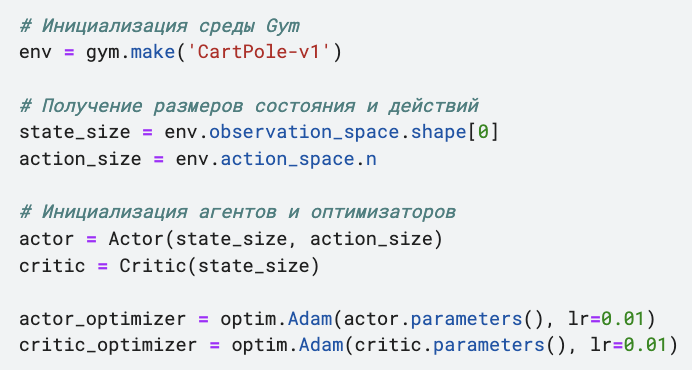 # Инициализация среды Gym
env = gym.make('CartPole-v1')
# Получение размеров состояния и действий
state_size = env.observation_space.shape[0]
action_size = env.action_space.n
# Инициализация агентов и оптимизаторов
actor = Actor(state_size, action_size)
critic = Critic(state_size)
actor_optimizer = optim.Adam(actor.parameters(), lr=0.01)
critic_optimizer = optim.Adam(critic.parameters(), lr=0.01)